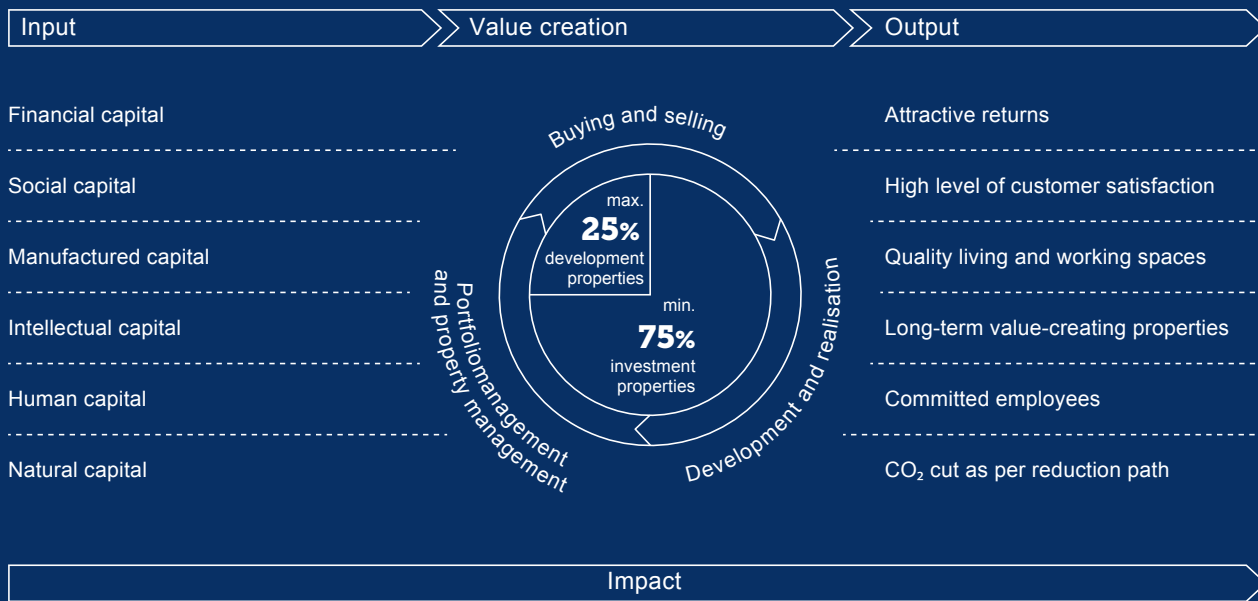 Input
Value creation
Output
Financial capital
Social capital
Manufactured capital
Intellectual capital
Human capital
Natural capital
Buying and selling
max.
25%
development
properties
min.
75%
investment
properties
Portfoliomanagement
and property management
Development and realisation
Attractive returns
High level of customer satisfaction
Quality living and working spaces
Long-term value-creating properties
Committed employees
CO₂ cut as per reduction path
Impact